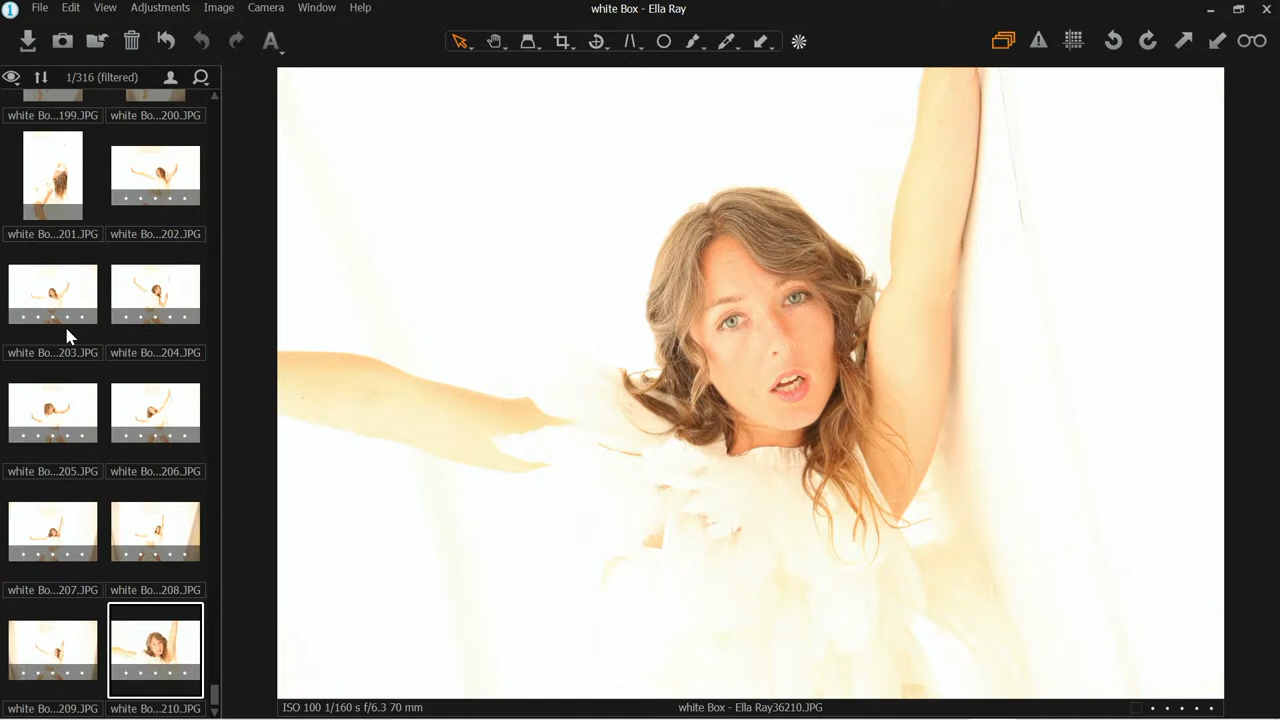 File Edit View Adjustments Image Camera Window Help
white Box - Ella Ray
1/316 (filtered)
white Bo...199.JPG white Bo...200.JPG
white Bo...201.JPG white Bo...202.JPG
white Bo...203.JPG white Bo...204.JPG
white Bo...205.JPG white Bo...206.JPG
white Bo...207.JPG white Bo...208.JPG
white Bo...209.JPG white Bo...210.JPG
ISO 100 1/160 s f/6.3 70 mm
white Box - Ella Ray36210.JPG